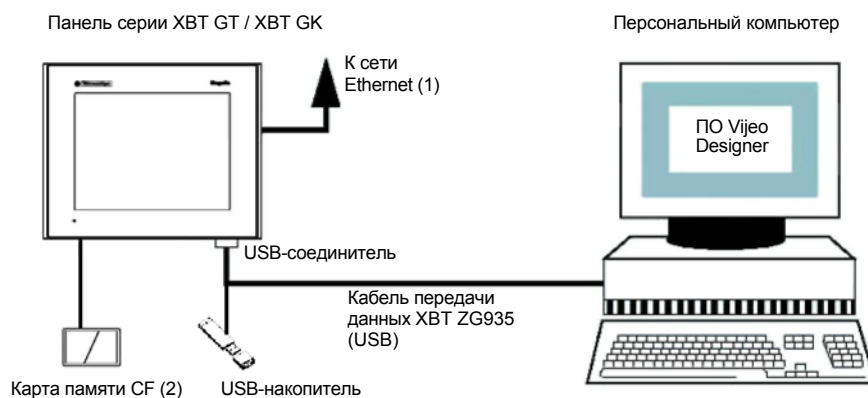 Панель серии XBT GT / XBT GK
Персональный компьютер
К сети
Ethernet (1)
ПО Vijeo
Designer
USB-соединитель
Кабель передачи
данных XBT ZG935
(USB)
Карта памяти CF (2)
USB-накопитель